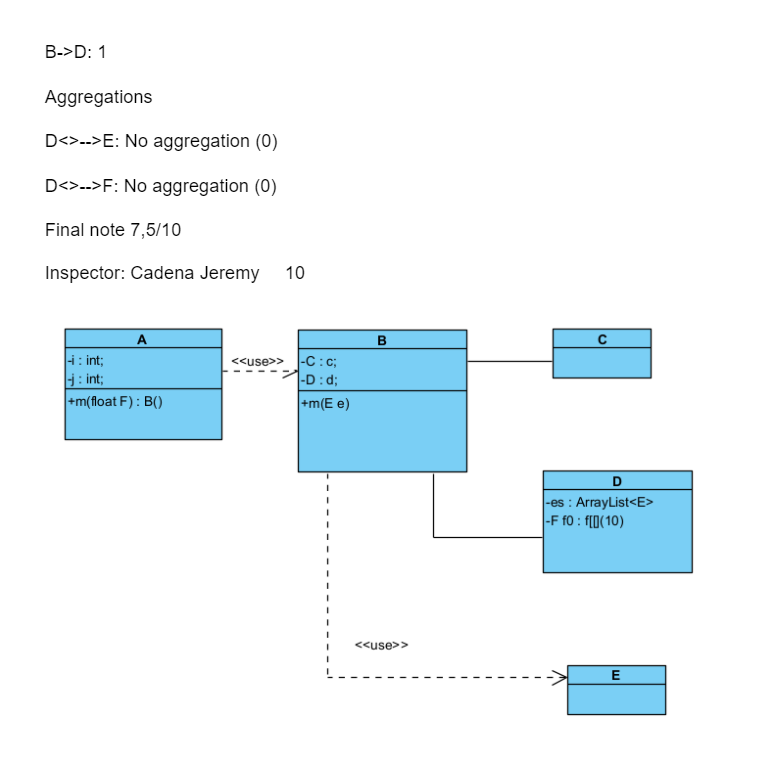 B->D: 1
Aggregations
D<>-->E: No aggregation (0)
D<>-->F: No aggregation (0)
Final note 7,5/10
Inspector: Cadena Jeremy 10
A
-i : int;
-j : int;
+m(float F) : B()
<<use>>
B
-C : c;
-D : d;
+m(E e)
C
D
-es : ArrayList<E>
-F f0 : f[[]](10)
<<use>>
E